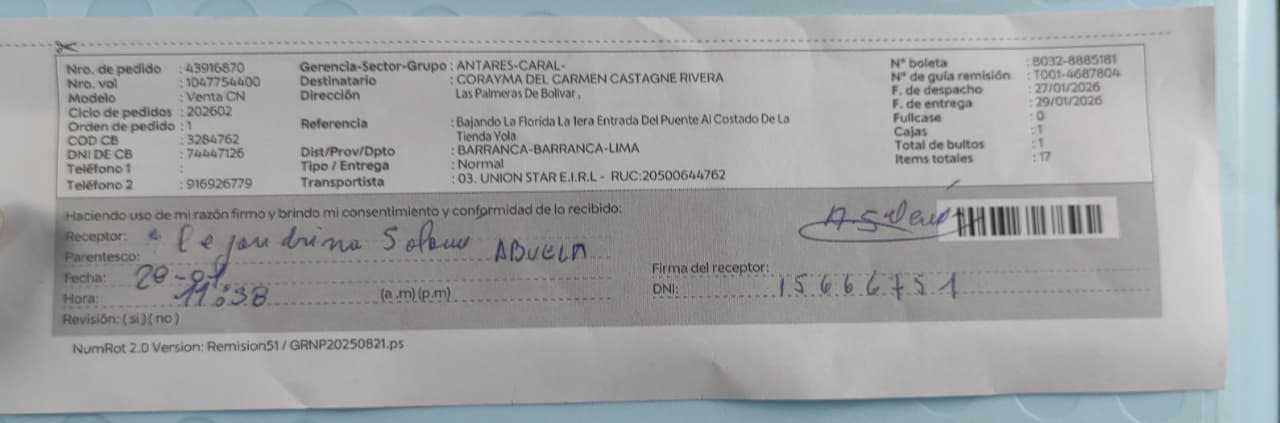 Nro. de pedido : 43916870
Nro. vol : 1047754400
Modelo : Venta CN
Ciclo de pedidos : 202602
Orden de pedido : 1
COD CB : 3284762
DNI DE CB : 74447126
Teléfono 1 :
Teléfono 2 : 916926779
Gerencia-Sector-Grupo : ANTARES-CARAL-
Destinatario : CORAYMA DEL CARMEN CASTAGNE RIVERA
Dirección Las Palmeras De Bolivar ,
Referencia : Bajando La Florida La 1era Entrada Del Puente Al Costado De La
Tienda Yola
Dist/Prov/Dpto : BARRANCA-BARRANCA-LIMA
Tipo / Entrega : Normal
Transportista : 03. UNION STAR E.I.R.L - RUC:20500644762
N° boleta : B032-8885181
N° de guía remisión : T001-4687804
F. de despacho : 27/01/2026
F. de entrega : 29/01/2026
Fullcase : 0
Cajas : 1
Total de bultos : 1
Items totales : 17
Haciendo uso de mi razón firmo y brindo mi consentimiento y conformidad de lo recibido:
Receptor:
Parentesco: ABUELA
Fecha:
Hora: 11:38 (a.m) (p.m)
Revisión: ( si ) ( no )
Firma del receptor:
DNI: 15666751
NumRot 2.0 Version: Remision51 / GRNP20250821.ps